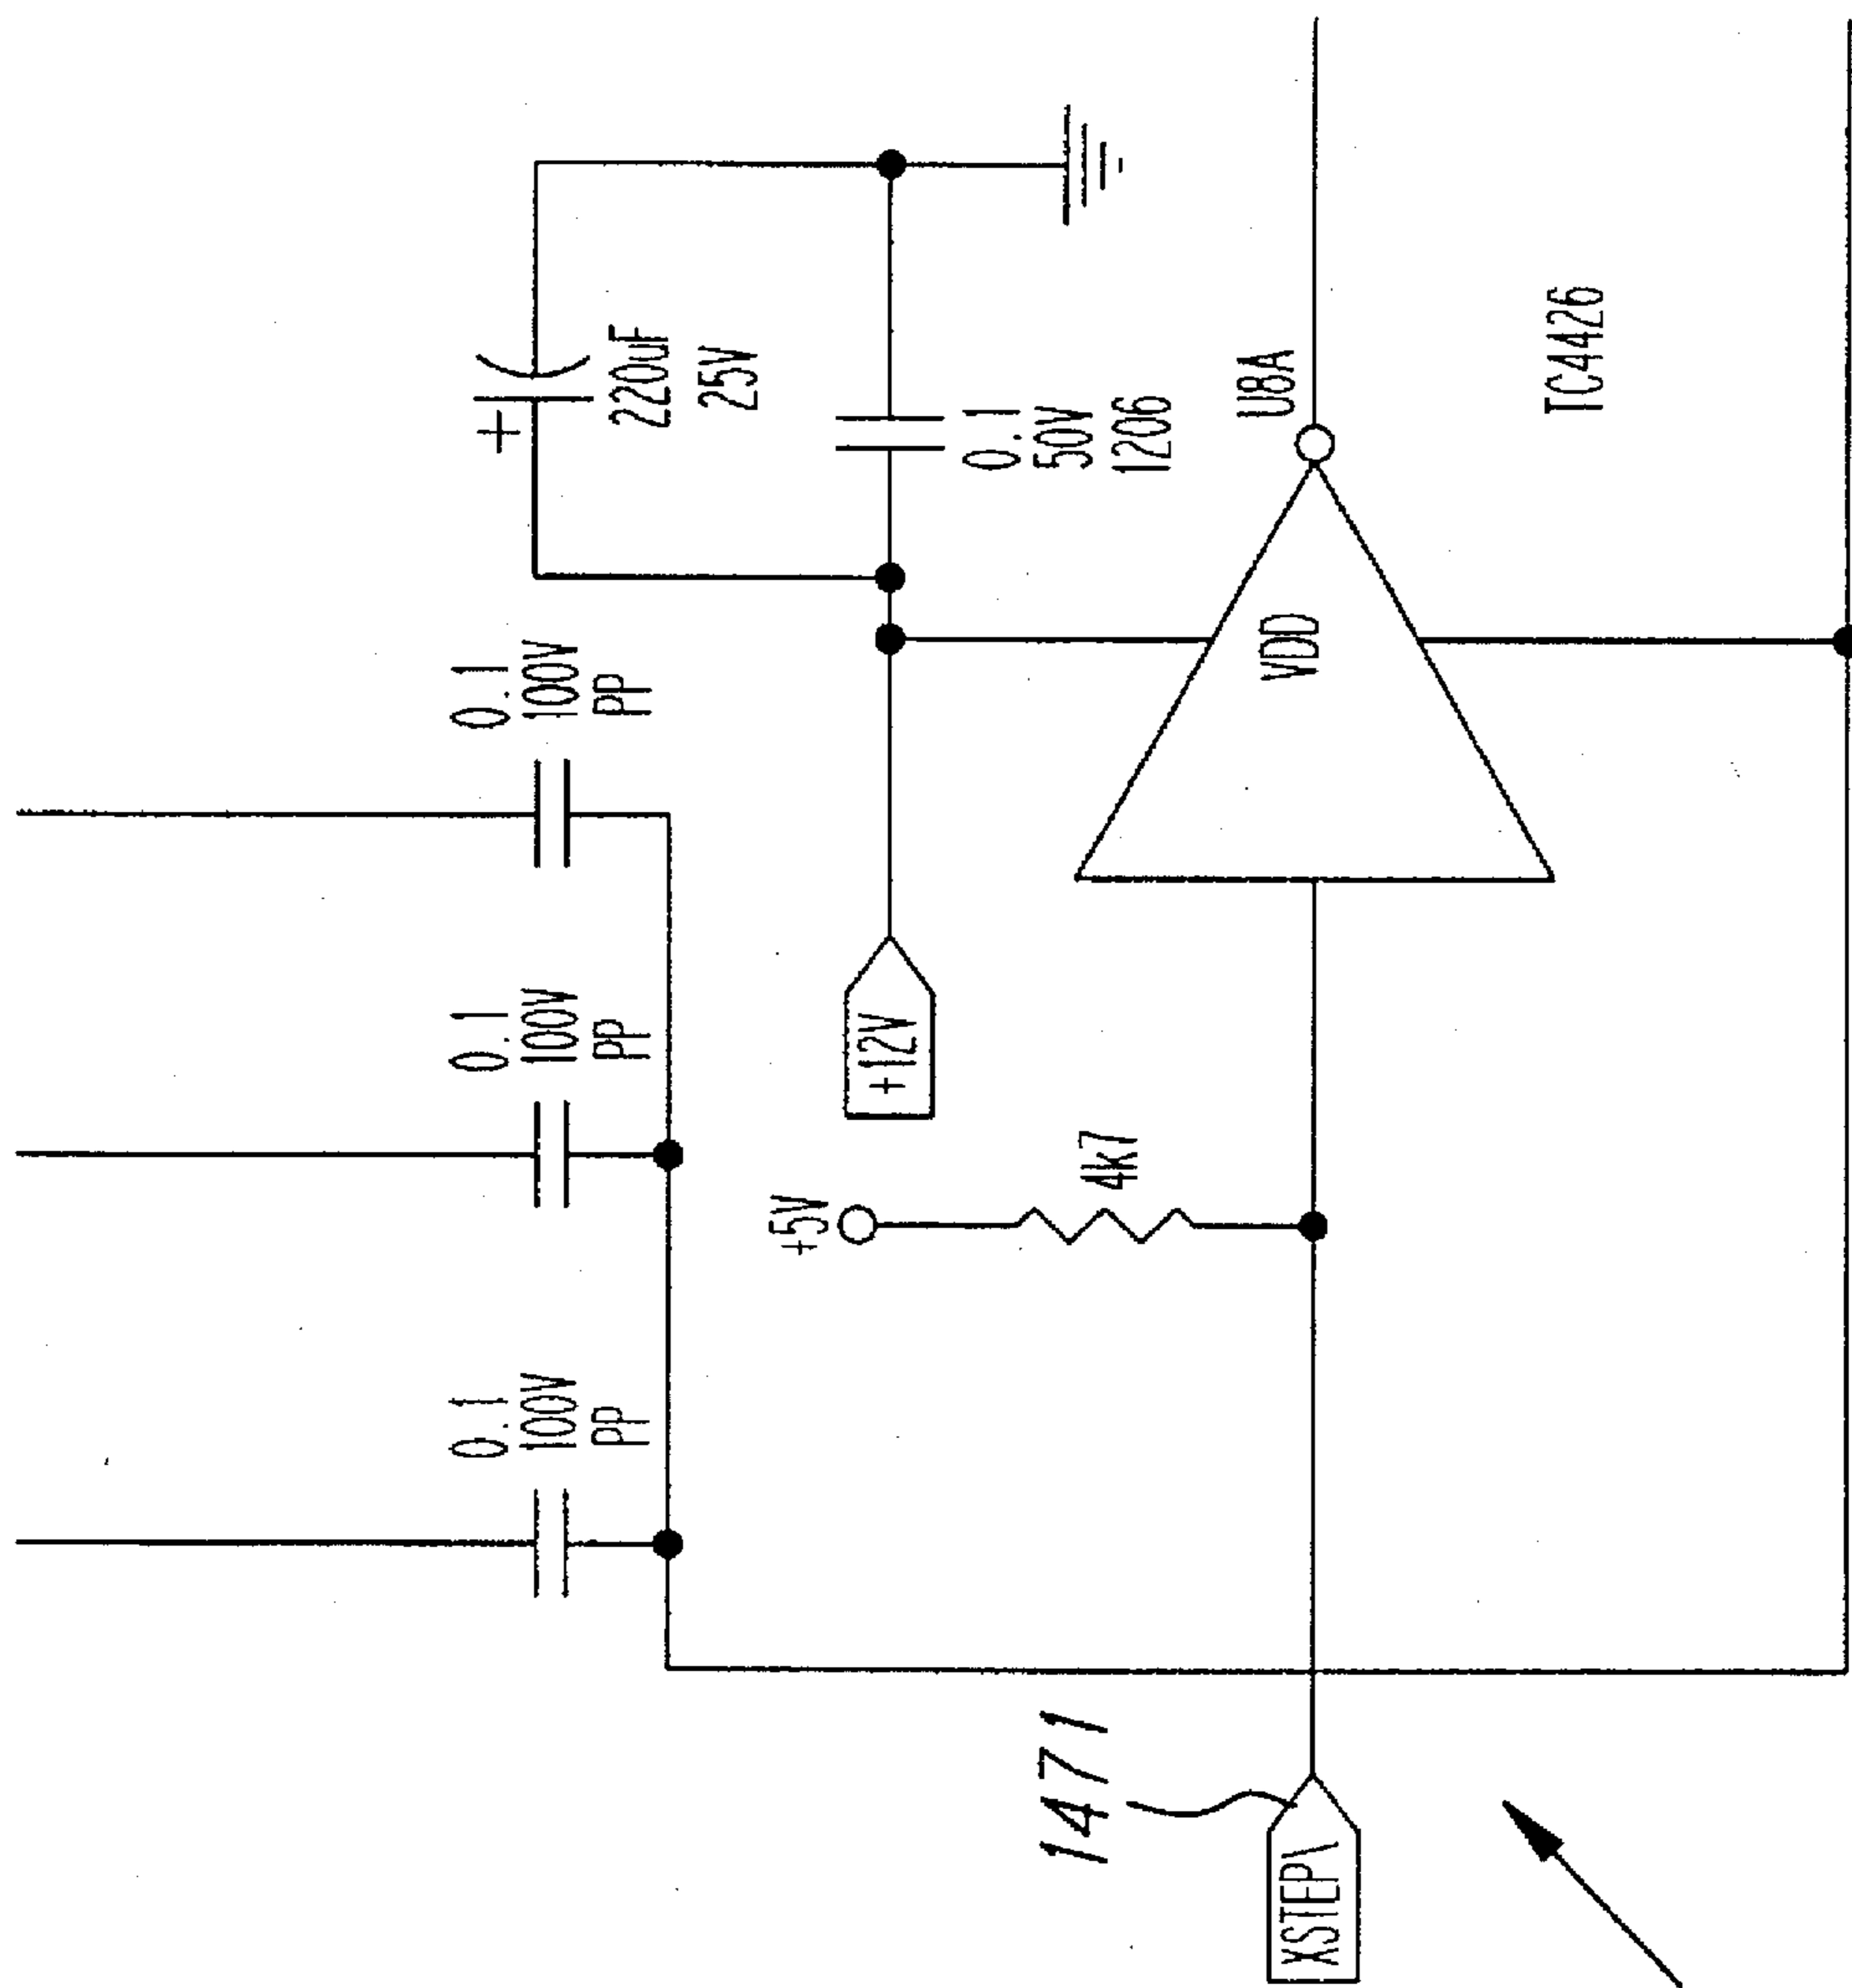 0.1
100V
PP
0.1
100V
PP
0.1
100V
PP
220uF
25V
+
+5V
+12V
0.1
50V
1206
4k7
1471
XSTEP\
VDD
U8A
TC4426